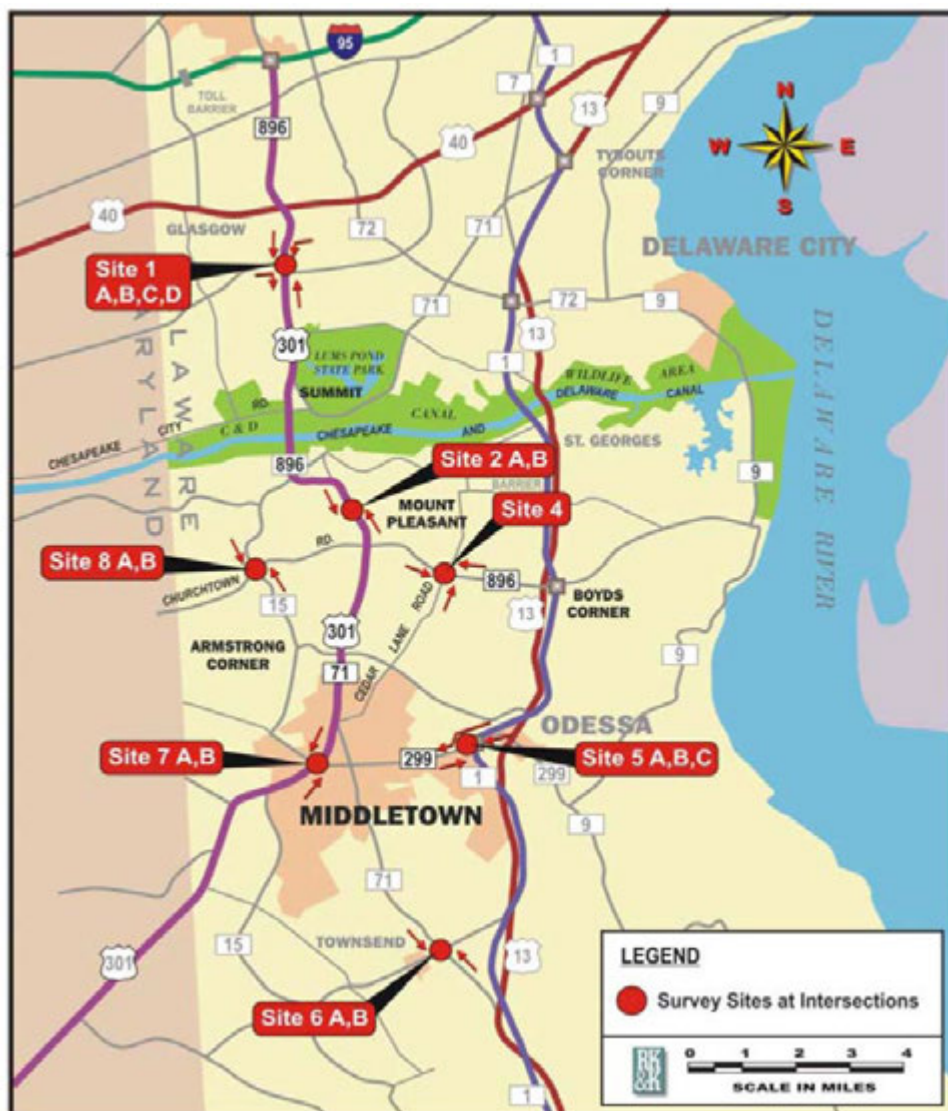 95
1
7
13
9
TOLL
BARRIER
896
40
TYBOUTS
CORNER
N
W E
S
40
GLASGOW
72
71
DELAWARE CITY
Site 1
A,B,C,D
71
72
9
13
301
LUMS POND
STATE PARK
SUMMIT
1
WILDLIFE AREA
DELAWARE CANAL
CANAL
CHESAPEAKE AND
C & D
CHESAPEAKE CITY RD.
ARYLAND
LAWARE
DELAWARE RIVER
ST. GEORGES
896
Site 2 A,B
BARRIER
9
MOUNT
PLEASANT
Site 4
RD.
Site 8 A,B
CHURCHTOWN
15
896
BOYDS
CORNER
13
CEDAR LANE ROAD
301
ARMSTRONG
CORNER
71
9
ODESSA
Site 7 A,B
299
Site 5 A,B,C
1
299
MIDDLETOWN
9
71
15
TOWNSEND
13
301
Site 6 A,B
1
LEGEND
Survey Sites at Intersections
RK
&K
0 1 2 3 4
SCALE IN MILES